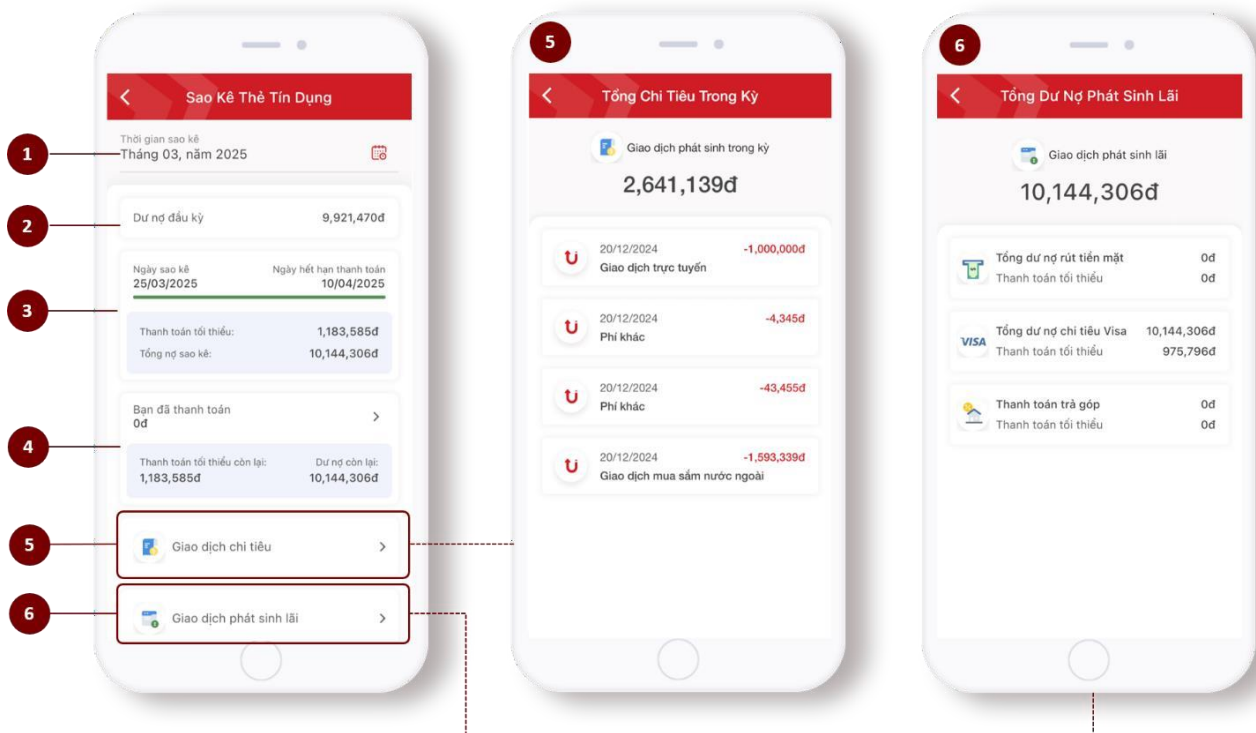 Sao Kê Thẻ Tín Dụng
1
Thời gian sao kê
Tháng 03, năm 2025
2
Dư nợ đầu kỳ 9,921,470đ
3
Ngày sao kê Ngày hết hạn thanh toán
25/03/2025 10/04/2025
Thanh toán tối thiểu: 1,183,585đ
Tổng nợ sao kê: 10,144,306đ
4
Bạn đã thanh toán
0đ
Thanh toán tối thiểu còn lại: Dư nợ còn lại:
1,183,585đ 10,144,306đ
5
Giao dịch chi tiêu
6
Giao dịch phát sinh lãi
5
Tổng Chi Tiêu Trong Kỳ
Giao dịch phát sinh trong kỳ
2,641,139đ
20/12/2024 -1,000,000đ
Giao dịch trực tuyến
20/12/2024 -4,345đ
Phí khác
20/12/2024 -43,455đ
Phí khác
20/12/2024 -1,593,339đ
Giao dịch mua sắm nước ngoài
6
Tổng Dư Nợ Phát Sinh Lãi
Giao dịch phát sinh lãi
10,144,306đ
Tổng dư nợ rút tiền mặt 0đ
Thanh toán tối thiểu 0đ
VISA
Tổng dư nợ chi tiêu Visa 10,144,306đ
Thanh toán tối thiểu 975,796đ
Thanh toán trả góp 0đ
Thanh toán tối thiểu 0đ